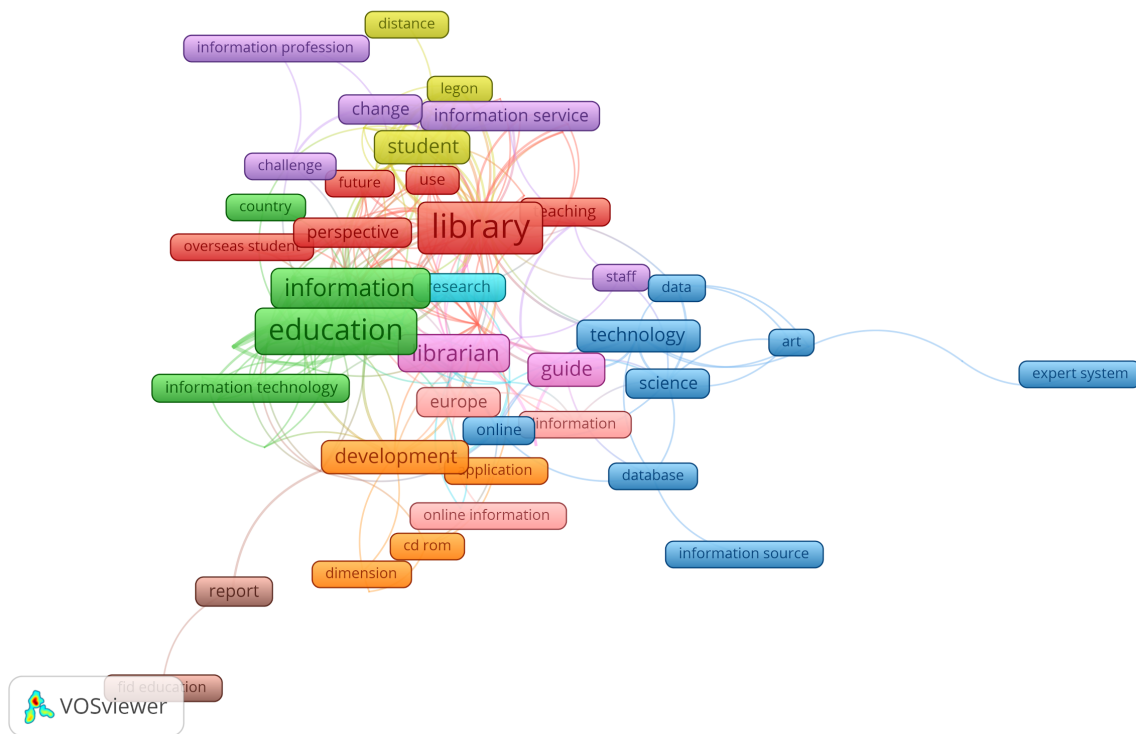 distance
information profession
legon
change
information service
student
challenge
future
use
country
library
teaching
perspective
overseas student
information
research
staff
data
education
technology
art
librarian
guide
science
expert system
information technology
europe
online
information
development
application
database
online information
cd rom
information source
dimension
report
fid education
VOSviewer